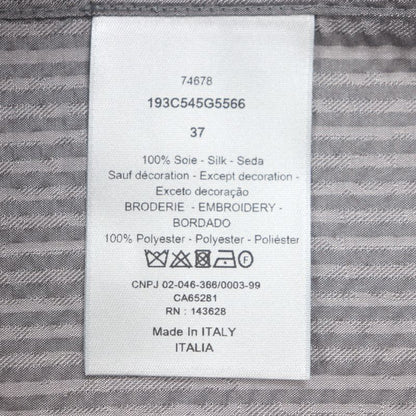 74678
193C545G5566
37
100% Soie - Silk - Seda
Sauf décoration - Except decoration -
Exceto decoração
BRODERIE - EMBROIDERY -
BORDADO
100% Polyester - Polyester - Poliéster
CNPJ 02-046-366/0003-99
CA65281
RN : 143628
Made In ITALY
ITALIA